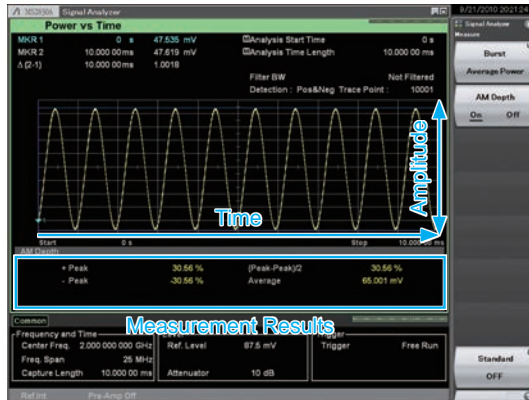 MS2830A Signal Analyzer
9/21/2010 20:21:24
Power vs Time
MKR 1 0 s 47.535 mV
Analysis Start Time 0 s
MKR 2 10.000 00 ms 47.619 mV
Analysis Time Length 10.000 00 ms
Δ(2-1) 10.000 00 ms 1.0018
Filter BW Not Filtered
Detection : Pos&Neg Trace Point : 10001
Amplitude
Time
Start 0 s Stop 10.000 00 ms
AM Depth
+ Peak 30.56 % (Peak-Peak)/2 30.56 %
- Peak -30.56 % Average 65.001 mV
Measurement Results
Common
Frequency and Time
Center Freq. 2.000 000 000 GHz
Freq. Span 25 MHz
Capture Length 10.000 00 ms
Ref. Level 87.5 mV
Attenuator 10 dB
Trigger
Trigger Free Run
Ref.Int Pre-Amp Off
Signal Analyzer
Measure
Burst
Average Power
AM Depth
On Off
Standard
OFF